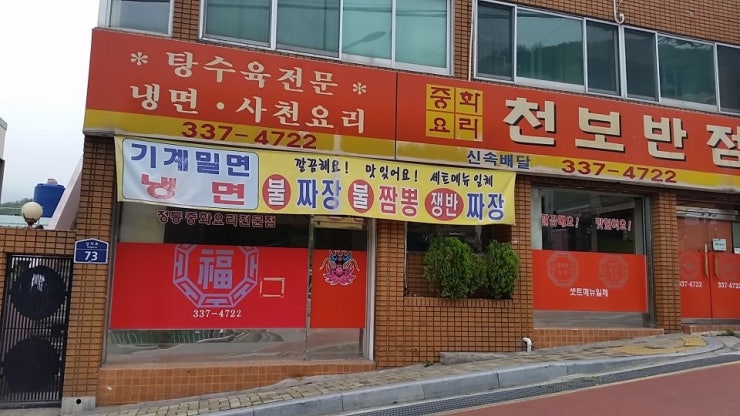 * 탕수육전문 *
냉면 · 사천요리
337-4722
중화
요리
천보반점
신속배달 337-4722
기계밀면
냉면
깔끔해요! 맛있어요! 세트메뉴일체
불짜장 불짬뽕 쟁반짜장
정통중화요리전문점
福
337-4722
깔끔해요! 맛있어요!
337-4722
셋트메뉴일체
337-4722
73